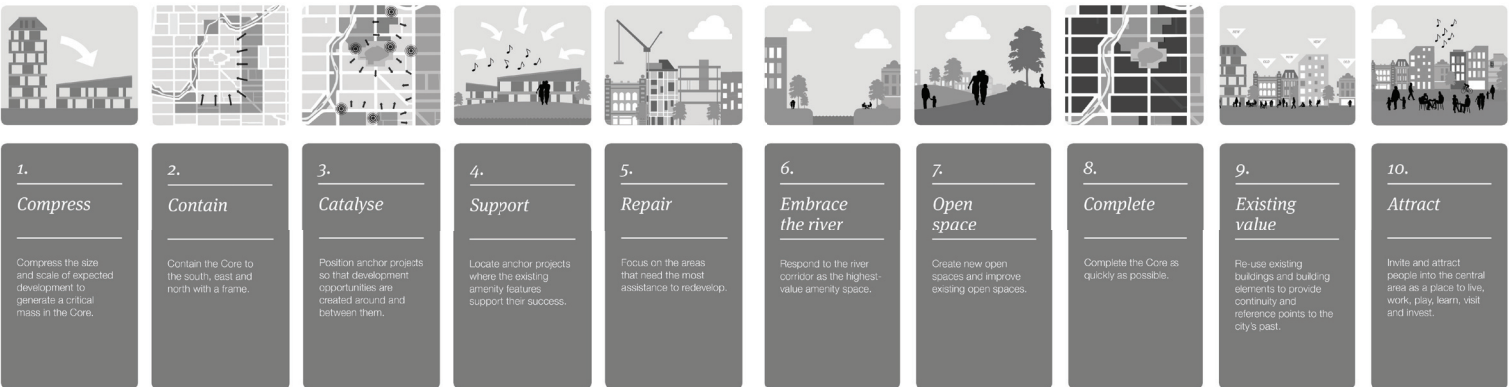 1.
Compress
Compress the size
and scale of expected
development to
generate a critical
mass in the Core.
2.
Contain
Contain the Core to
the south, east and
north with a frame.
3.
Catalyse
Position anchor projects
so that development
opportunities are
created around and
between them.
4.
Support
Locate anchor projects
where the existing
amenity features
support their success.
5.
Repair
Focus on the areas
that need the most
assistance to redevelop.
6.
Embrace
the river
Respond to the river
corridor as the highest-
value amenity space.
7.
Open
space
Create new open
spaces and improve
existing open spaces.
8.
Complete
Complete the Core as
quickly as possible.
9.
Existing
value
Re-use existing
buildings and building
elements to provide
continuity and
reference points to the
city's past.
10.
Attract
Invite and attract
people into the central
area as a place to live,
work, play, learn, visit
and invest.